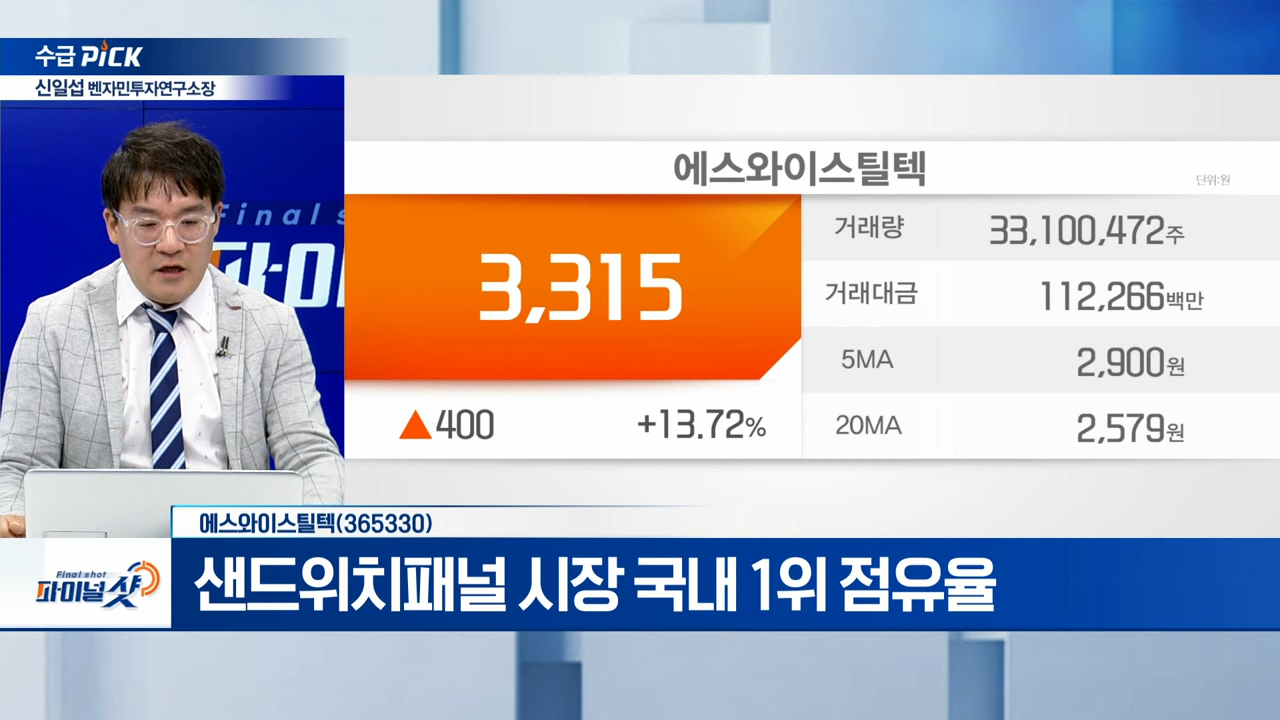 수급 PiCK
신일섭 벤자민투자연구소장
Final s
파이
에스와이스틸텍
단위:원
3,315
▲400 +13.72%
거래량 33,100,472주
거래대금 112,266백만
5MA 2,900원
20MA 2,579원
에스와이스틸텍(365330)
Final shot
파이널샷
샌드위치패널 시장 국내 1위 점유율